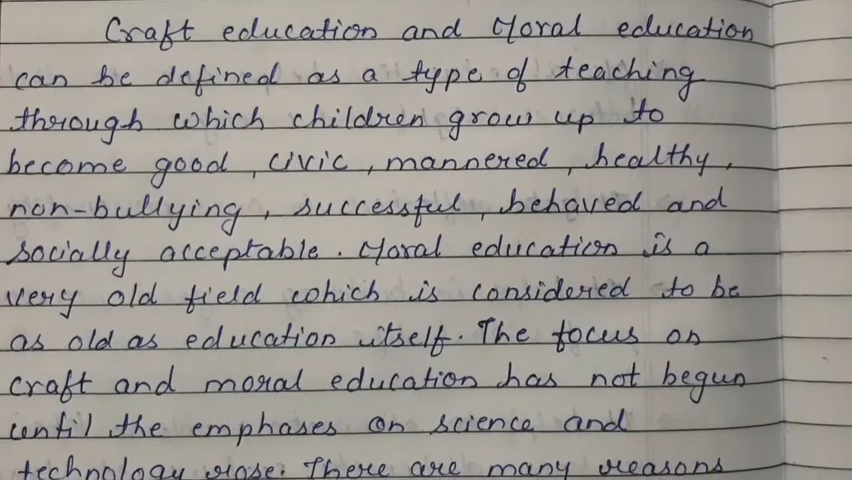 Craft education and Moral education
can be defined as a type of teaching
through which children grow up to
become good, civic, mannered, healthy,
non-bullying, successful, behaved and
socially acceptable. Moral education is a
very old field which is considered to be
as old as education itself. The focus on
craft and moral education has not begun
until the emphases on science and
technology rose. There are many reasons